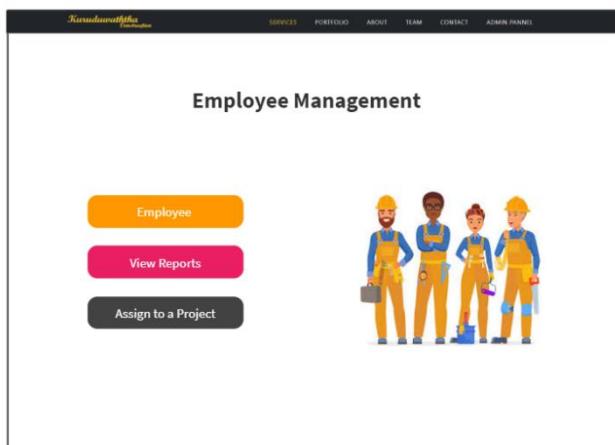 Kuruduwaththa
Construction
SERVICES PORTFOLIO ABOUT TEAM CONTACT ADMIN PANNEL
Employee Management
Employee
View Reports
Assign to a Project